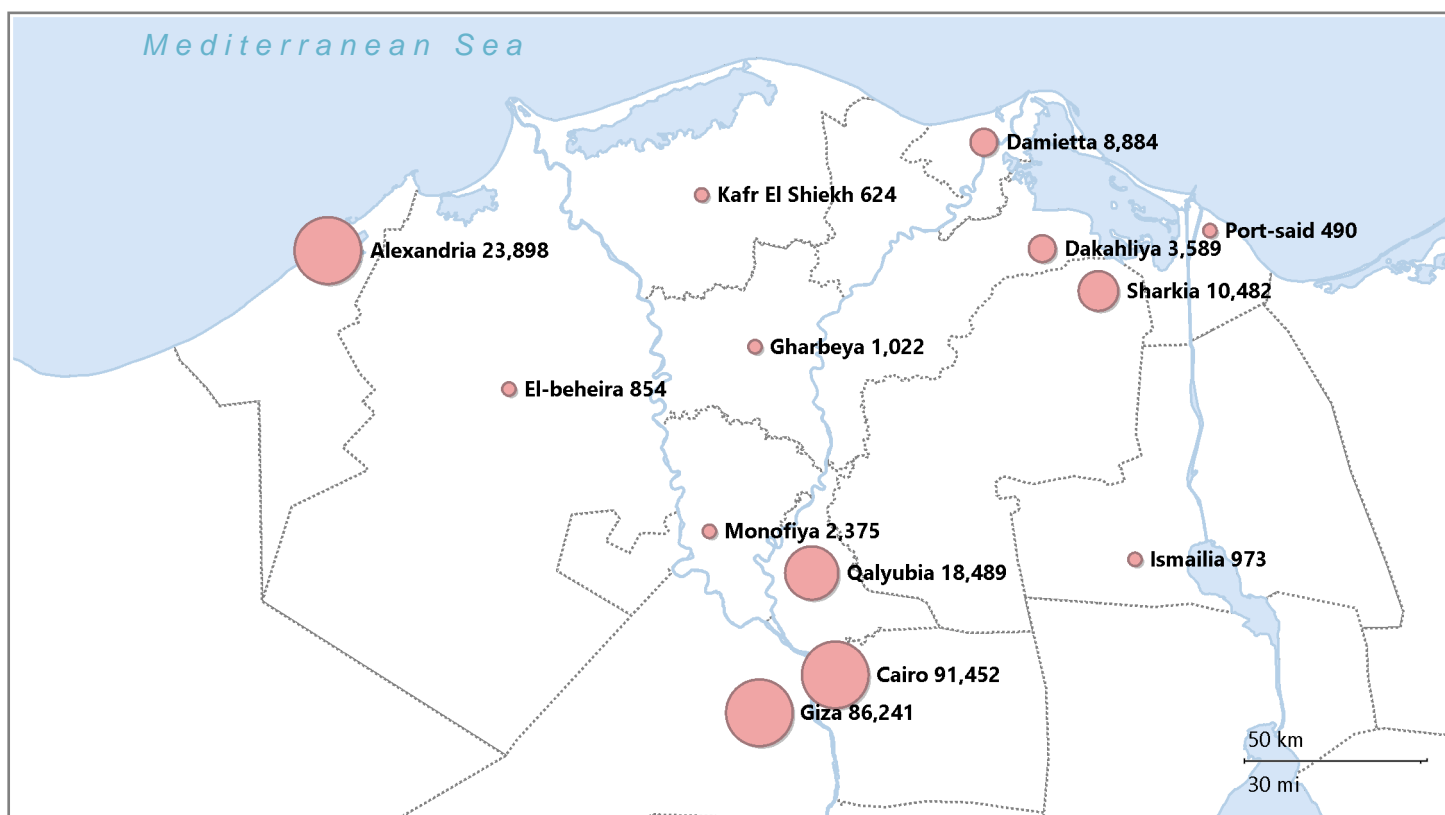 Mediterranean Sea
Damietta 8,884
Kafr El Shiekh 624
Port-said 490
Alexandria 23,898
Dakahliya 3,589
Sharkia 10,482
Gharbeya 1,022
El-beheira 854
Monofiya 2,375
Ismailia 973
Qalyubia 18,489
Cairo 91,452
Giza 86,241
50 km
30 mi